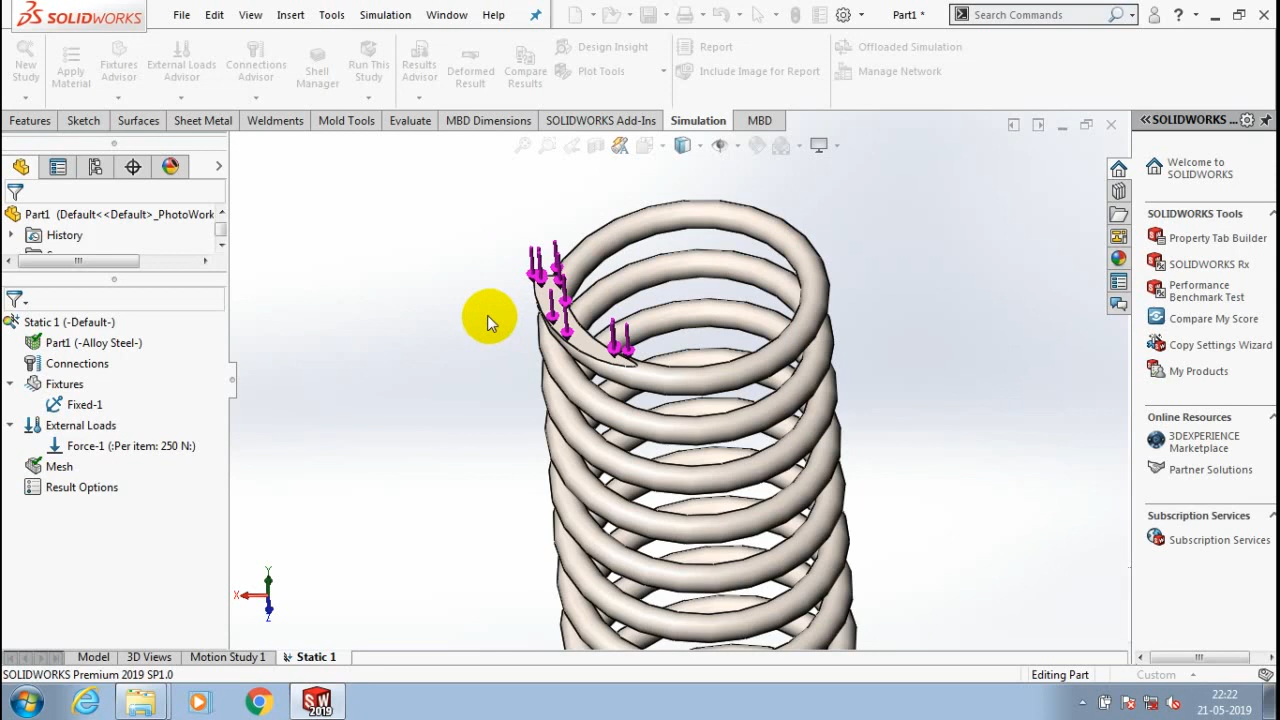 SOLIDWORKS
File Edit View Insert Tools Simulation Window Help
Part1 *
Search Commands
New Study
Apply Material
Fixtures Advisor
External Loads Advisor
Connections Advisor
Shell Manager
Run This Study
Results Advisor
Deformed Result
Compare Results
Design Insight
Plot Tools
Report
Include Image for Report
Offloaded Simulation
Manage Network
Features Sketch Surfaces Sheet Metal Weldments Mold Tools Evaluate MBD Dimensions SOLIDWORKS Add-Ins Simulation MBD
Part1 (Default<<Default>_PhotoWork
History
Static 1 (-Default-)
Part1 (-Alloy Steel-)
Connections
Fixtures
Fixed-1
External Loads
Force-1 (:Per item: 250 N:)
Mesh
Result Options
Y
X
Z
SOLIDWORKS ...
Welcome to
SOLIDWORKS
SOLIDWORKS Tools
Property Tab Builder
SOLIDWORKS Rx
Performance
Benchmark Test
Compare My Score
Copy Settings Wizard
My Products
Online Resources
3DEXPERIENCE
Marketplace
Partner Solutions
Subscription Services
Subscription Services
Model 3D Views Motion Study 1 Static 1
SOLIDWORKS Premium 2019 SP1.0
Editing Part
Custom
SW
2019
22:22
21-05-2019